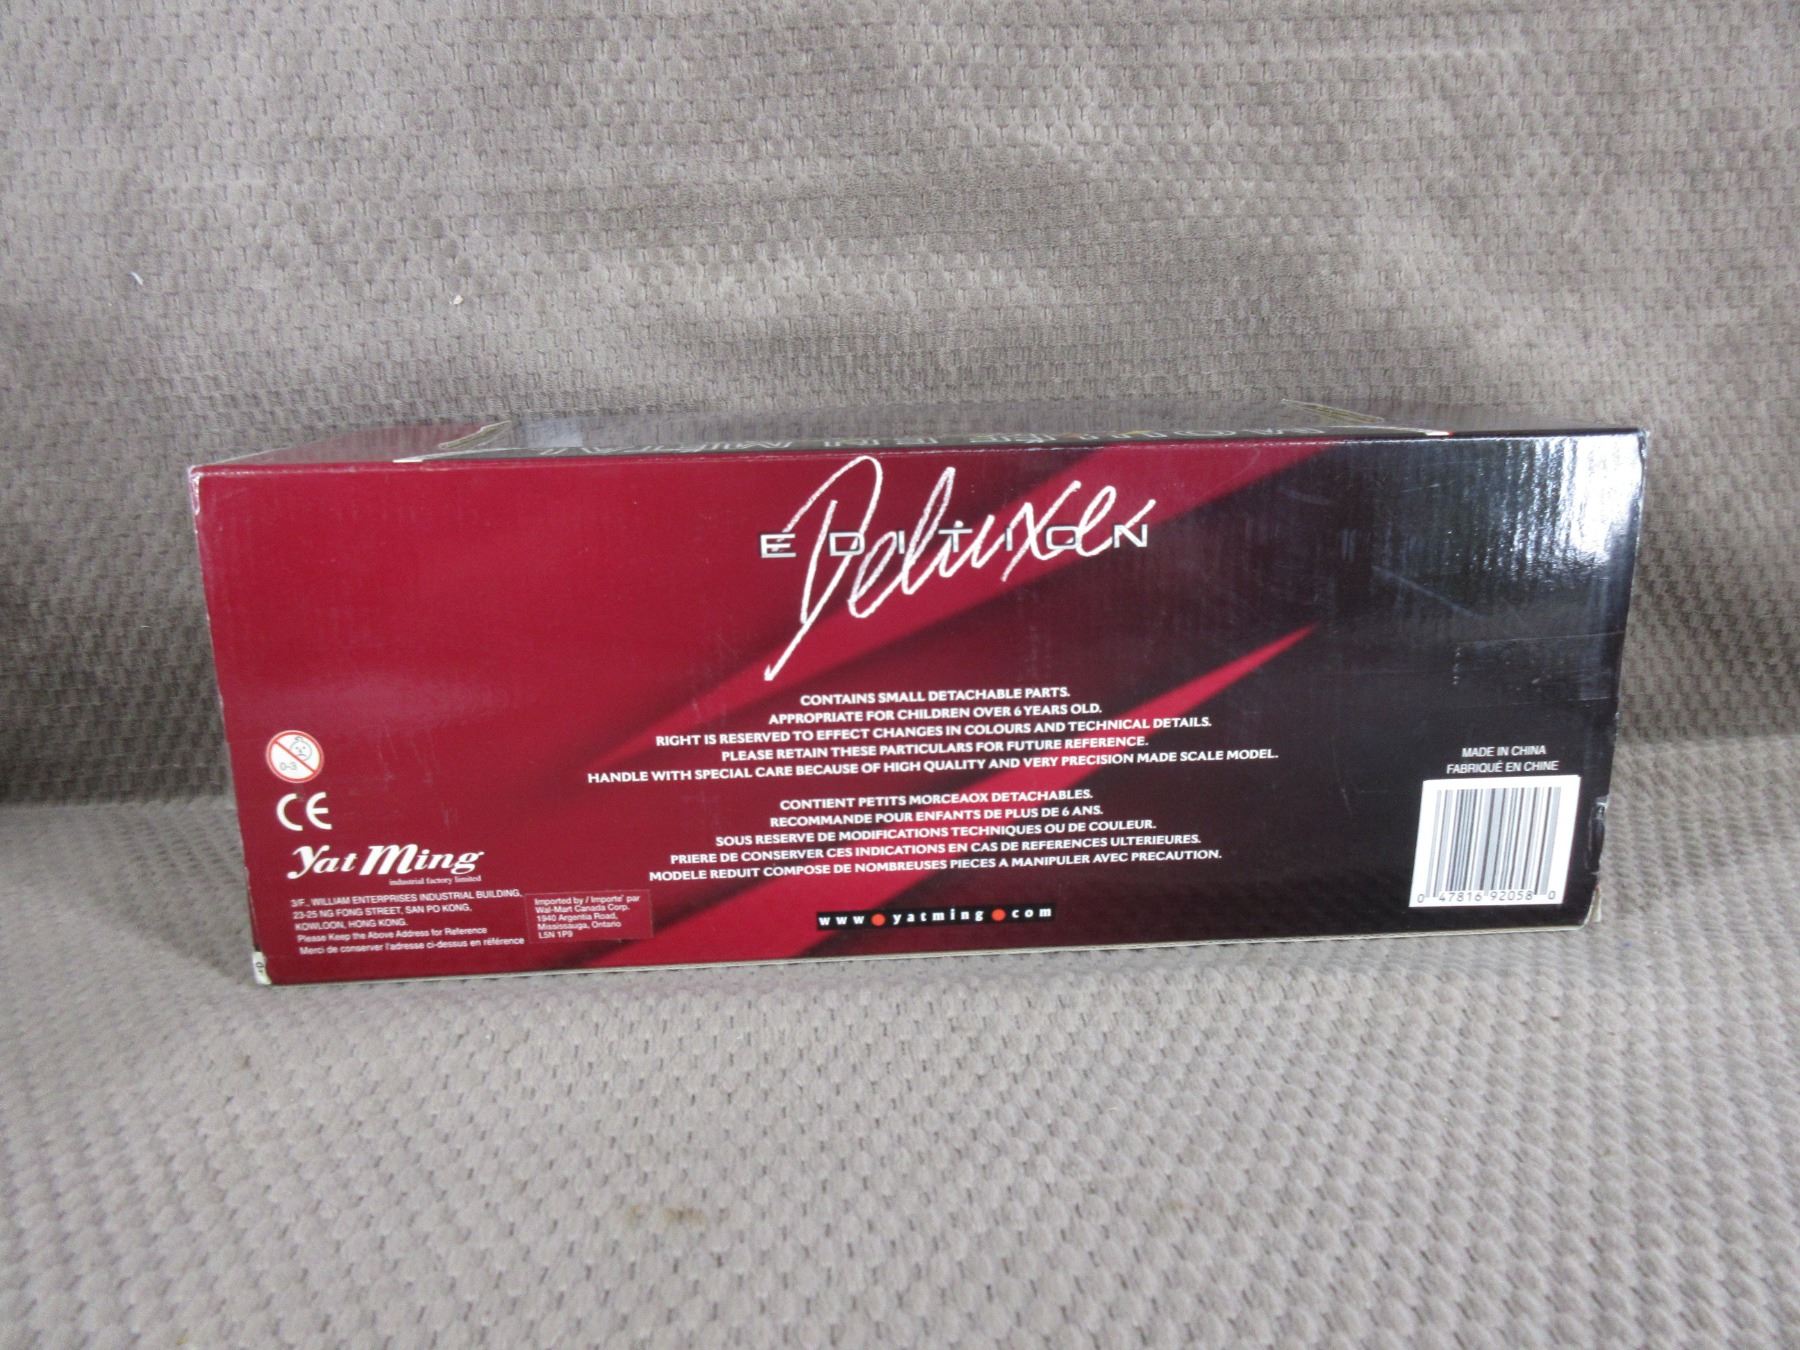 Deluxe
EDITION
CONTAINS SMALL DETACHABLE PARTS.
APPROPRIATE FOR CHILDREN OVER 6 YEARS OLD.
RIGHT IS RESERVED TO EFFECT CHANGES IN COLOURS AND TECHNICAL DETAILS.
PLEASE RETAIN THESE PARTICULARS FOR FUTURE REFERENCE.
HANDLE WITH SPECIAL CARE BECAUSE OF HIGH QUALITY AND VERY PRECISION MADE SCALE MODEL.
CONTIENT PETITS MORCEAOX DETACHABLES.
RECOMMANDE POUR ENFANTS DE PLUS DE 6 ANS.
SOUS RESERVE DE MODIFICATIONS TECHNIQUES OU DE COULEUR.
PRIERE DE CONSERVER CES INDICATIONS EN CAS DE REFERENCES ULTERIEURES.
MODELE REDUIT COMPOSE DE NOMBREUSES PIECES A MANIPULER AVEC PRECAUTION.
www.yatming.com
0-3
CE
Yat Ming
industrial factory limited
3/F., WILLIAM ENTERPRISES INDUSTRIAL BUILDING,
23-25 NG FONG STREET, SAN PO KONG,
KOWLOON, HONG KONG.
Please Keep the Above Address for Reference
Merci de conserver l'adresse ci-dessus en référence
Imported by / Importe' par
Wal-Mart Canada Corp.
1940 Argentia Road,
Mississauga, Ontario
L5N 1P9
MADE IN CHINA
FABRIQUÉ EN CHINE
0 47816 92058 0